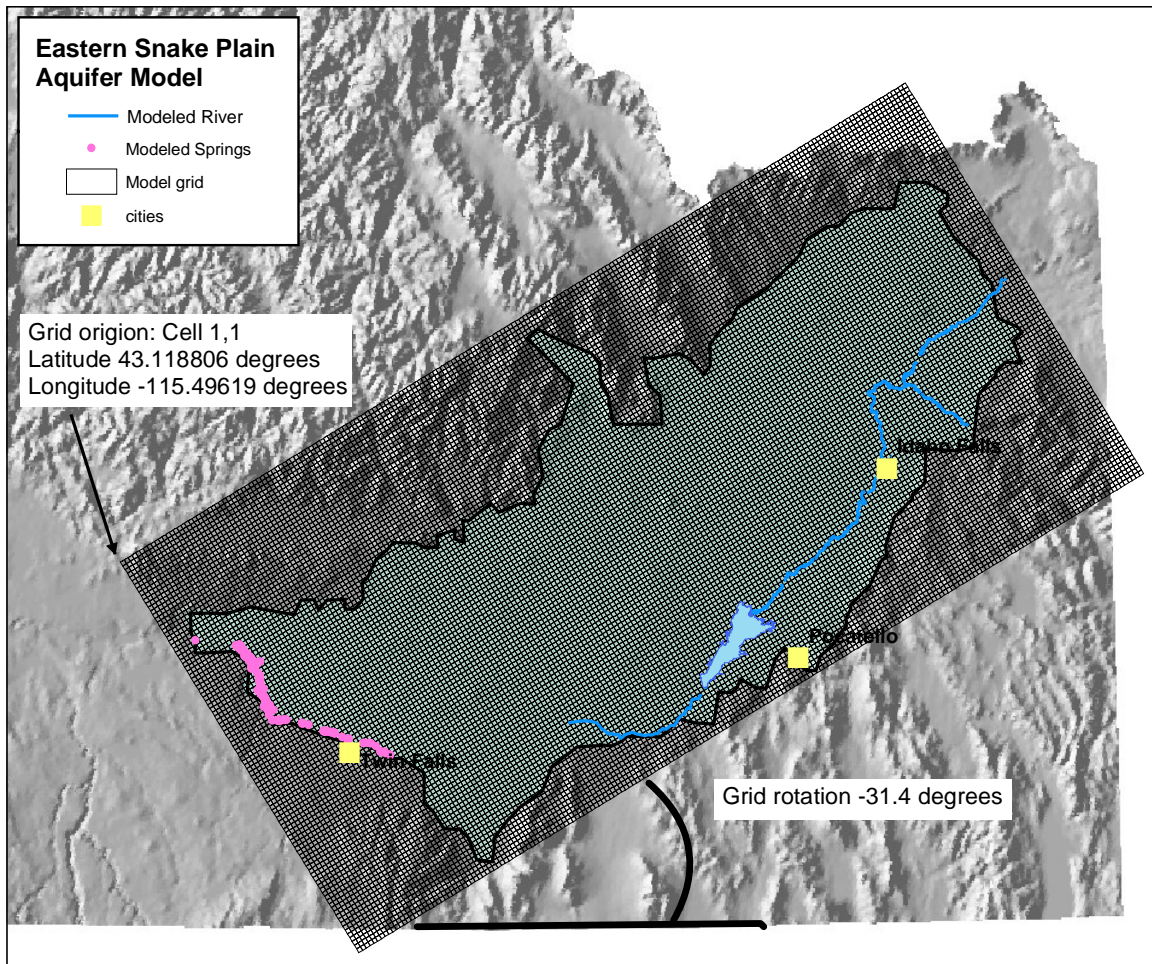 Eastern Snake Plain
Aquifer Model
Modeled River
Modeled Springs
Model grid
cities
Grid origion: Cell 1,1
Latitude 43.118806 degrees
Longitude -115.49619 degrees
Idaho Falls
Pocatello
Twin Falls
Grid rotation -31.4 degrees